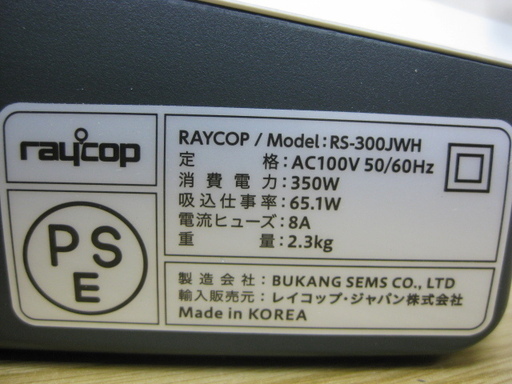 raycop
RAYCOP / Model:RS-300JWH
定 格:AC100V 50/60Hz
消費電力:350W
吸込仕事率:65.1W
電流ヒューズ:8A
重 量:2.3kg
PS
E
製造会社:BUKANG SEMS CO., LTD
輸入販売元:レイコップ・ジャパン株式会社
Made in KOREA